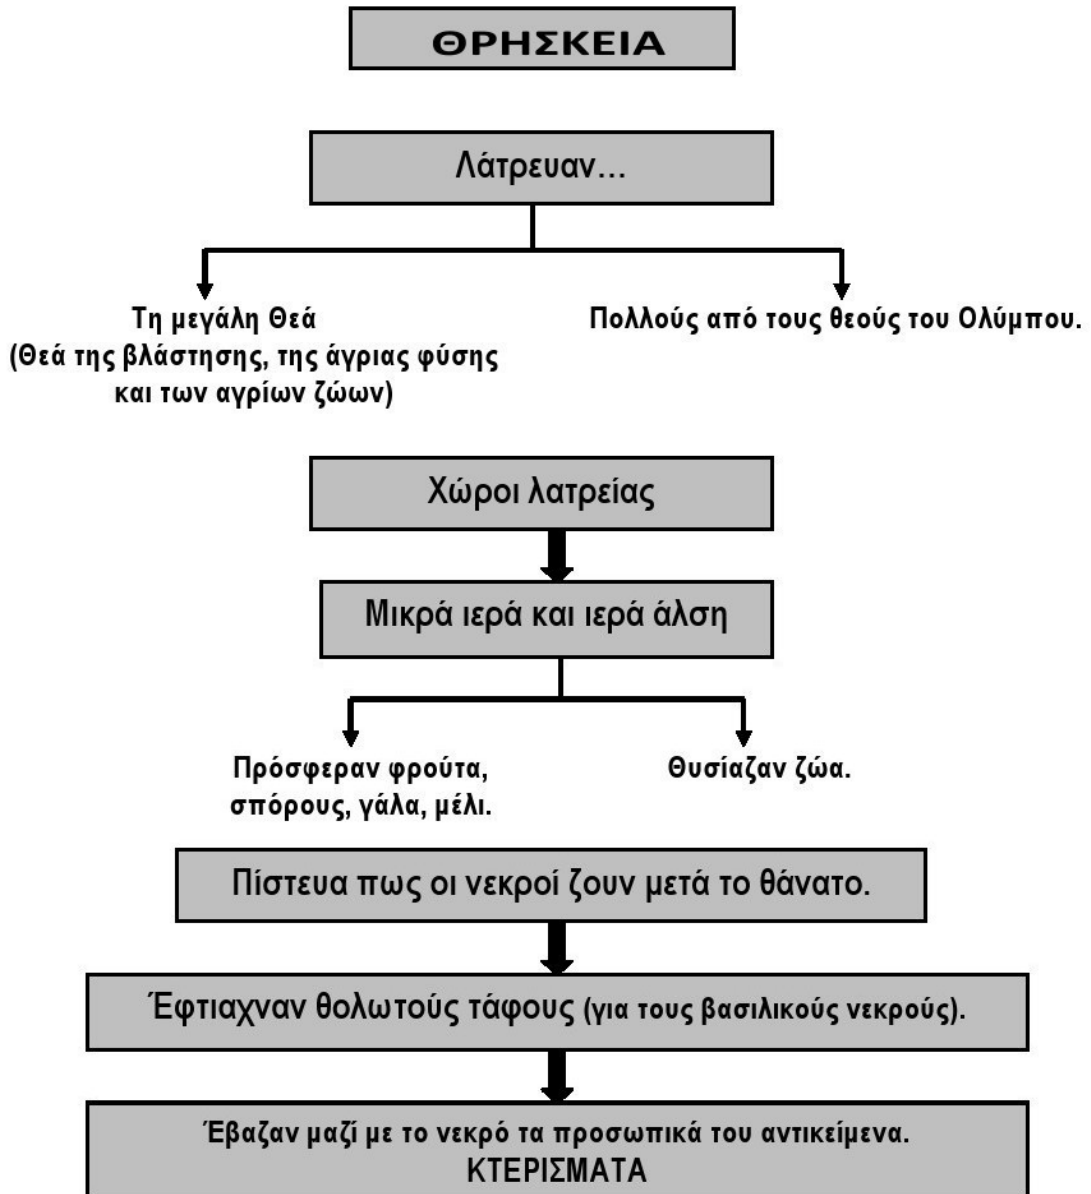 ΘΡΗΣΚΕΙΑ
Λάτρευαν...
Τη μεγάλη Θεά
(Θεά της βλάστησης, της άγριας φύσης
και των αγρίων ζώων)
Πολλούς από τους θεούς του Ολύμπου.
Χώροι λατρείας
Μικρά ιερά και ιερά άλση
Πρόσφεραν φρούτα,
σπόρους, γάλα, μέλι.
Θυσίαζαν ζώα.
Πίστευα πως οι νεκροί ζουν μετά το θάνατο.
Έφτιαχναν θολωτούς τάφους (για τους βασιλικούς νεκρούς).
Έβαζαν μαζί με το νεκρό τα προσωπικά του αντικείμενα.
ΚΤΕΡΙΣΜΑΤΑ